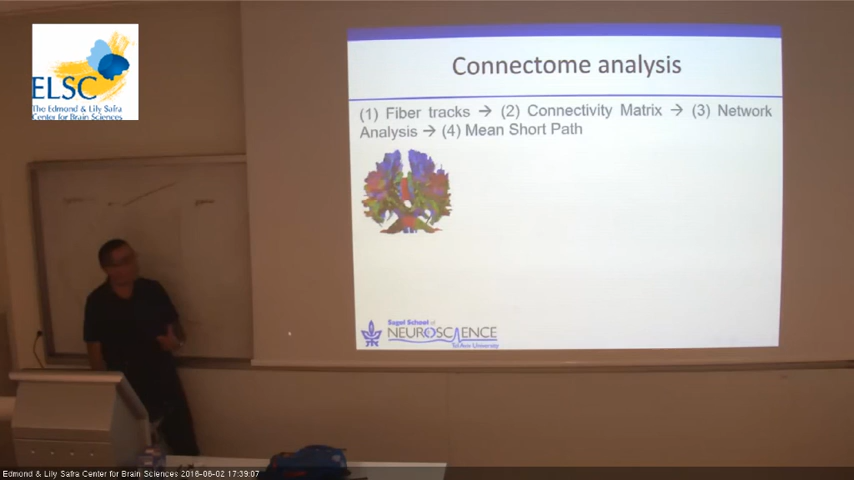 ELSC
The Edmond & Lily Safra
Center for Brain Sciences
Connectome analysis
(1) Fiber tracks → (2) Connectivity Matrix → (3) Network
Analysis → (4) Mean Short Path
Sagol School of
NEUROSCIENCE
Tel Aviv University
Edmond & Lily Safra Center for Brain Sciences 2016-06-02 17:39:07